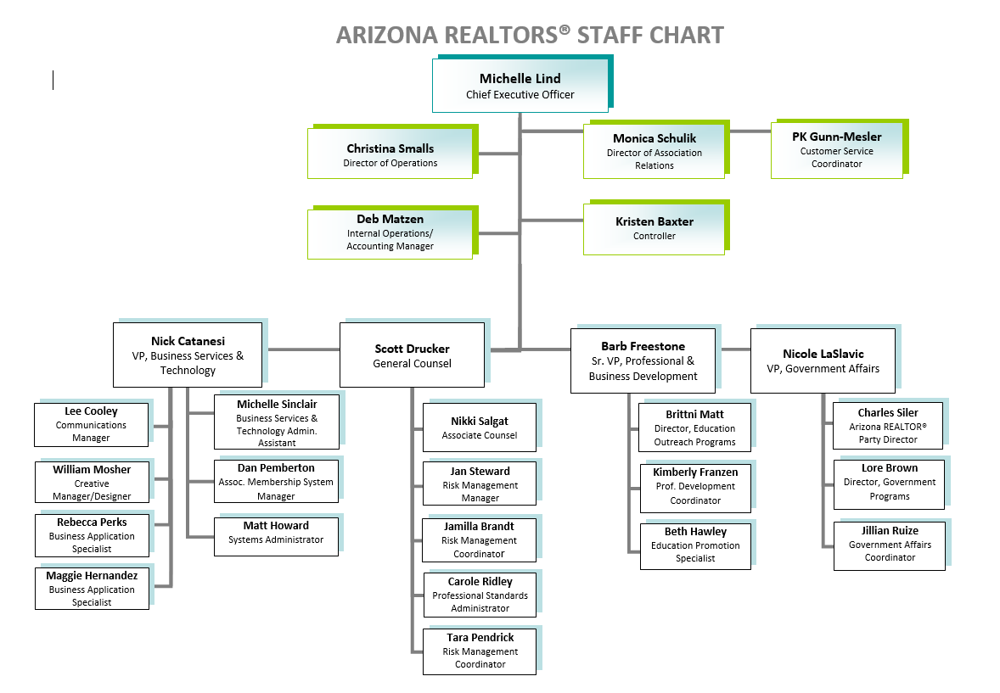 ARIZONA REALTORS® STAFF CHART
Michelle Lind
Chief Executive Officer
Christina Smalls
Director of Operations
Monica Schulik
Director of Association
Relations
PK Gunn-Mesler
Customer Service
Coordinator
Deb Matzen
Internal Operations/
Accounting Manager
Kristen Baxter
Controller
Nick Catanesi
VP, Business Services &
Technology
Scott Drucker
General Counsel
Barb Freestone
Sr. VP, Professional &
Business Development
Nicole LaSlavic
VP, Government Affairs
Lee Cooley
Communications
Manager
William Mosher
Creative
Manager/Designer
Rebecca Perks
Business Application
Specialist
Maggie Hernandez
Business Application
Specialist
Michelle Sinclair
Business Services &
Technology Admin.
Assistant
Dan Pemberton
Assoc. Membership System
Manager
Matt Howard
Systems Administrator
Nikki Salgat
Associate Counsel
Jan Steward
Risk Management
Manager
Jamilla Brandt
Risk Management
Coordinator
Carole Ridley
Professional Standards
Administrator
Tara Pendrick
Risk Management
Coordinator
Brittni Matt
Director, Education
Outreach Programs
Kimberly Franzen
Prof. Development
Coordinator
Beth Hawley
Education Promotion
Specialist
Charles Siler
Arizona REALTOR®
Party Director
Lore Brown
Director, Government
Programs
Jillian Ruize
Government Affairs
Coordinator